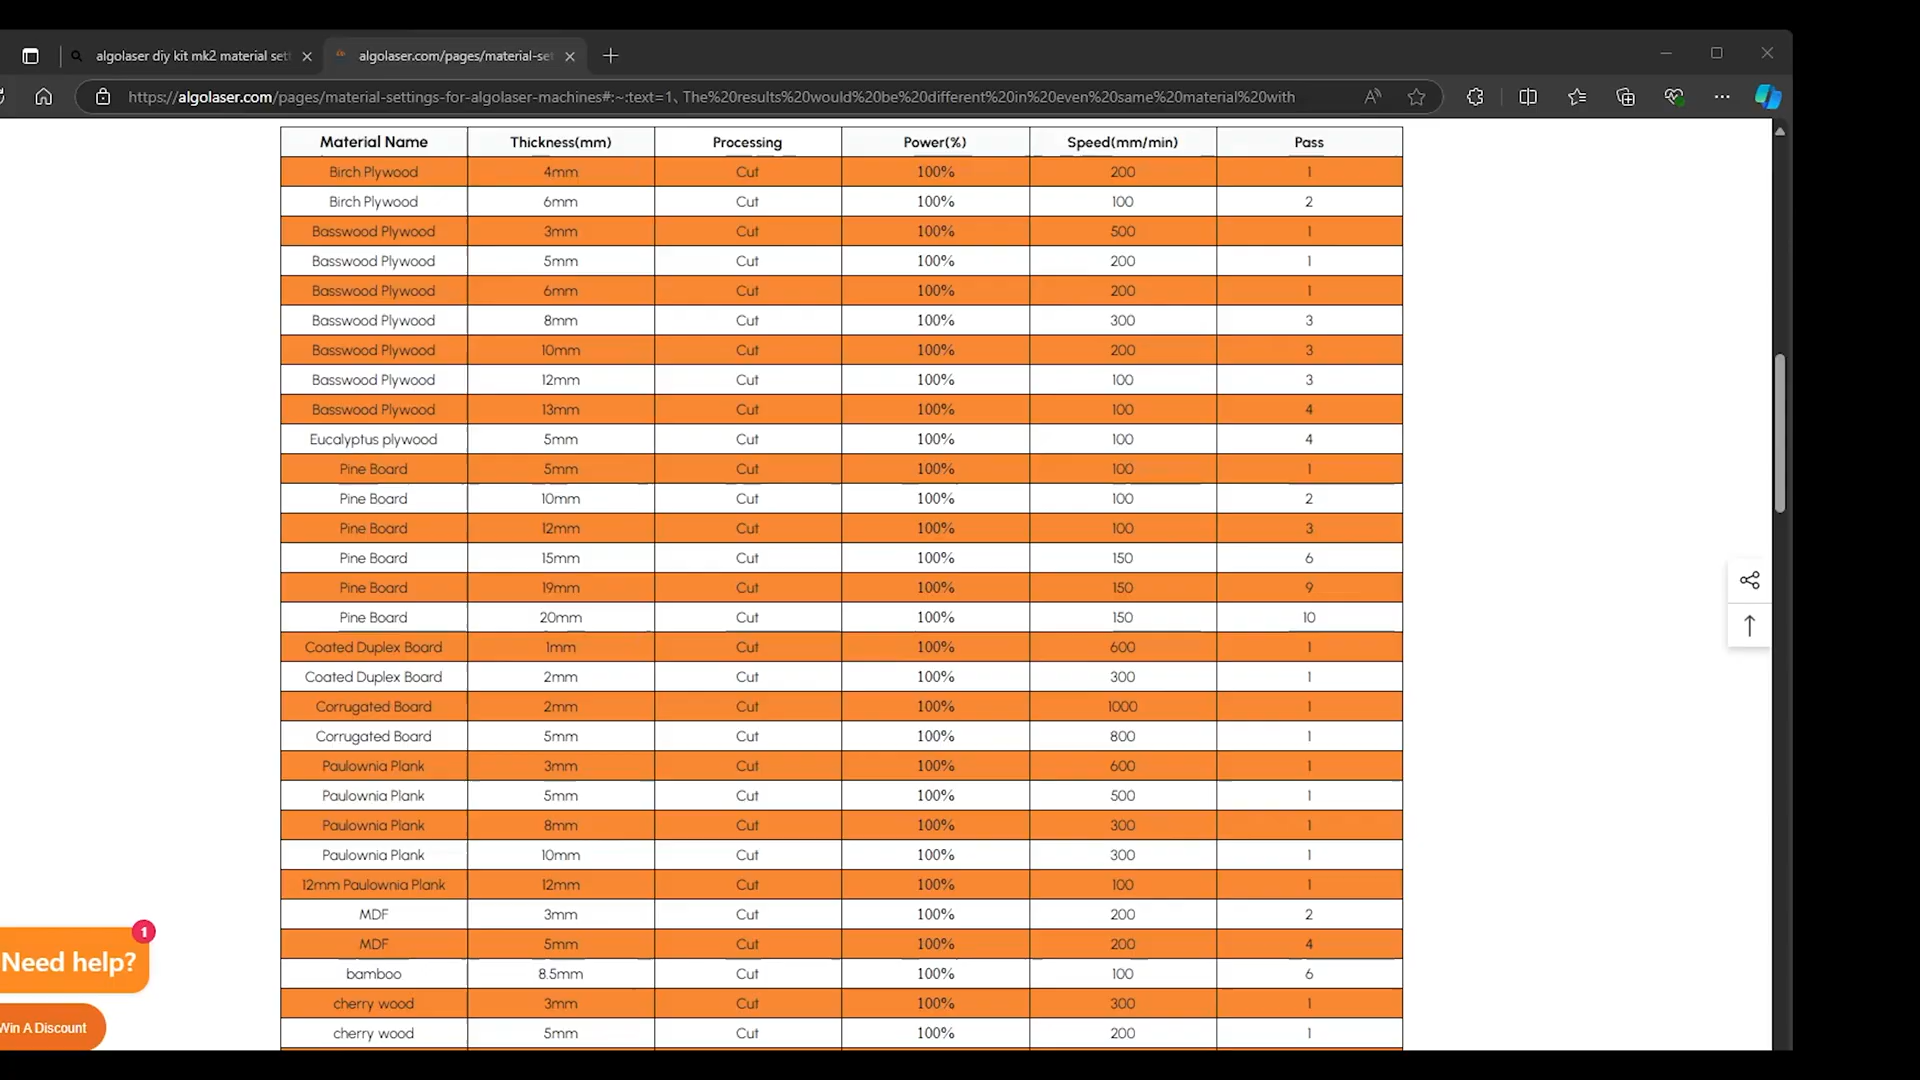 algolaser diy kit mk2 material set
algolaser.com/pages/material-se
https://algolaser.com/pages/material-settings-for-algolaser-machines#:~:text=1、The%20results%20would%20be%20different%20in%20even%20same%20material%20with
Material Name Thickness(mm) Processing Power(%) Speed(mm/min) Pass
Birch Plywood 4mm Cut 100% 200 1
Birch Plywood 6mm Cut 100% 100 2
Basswood Plywood 3mm Cut 100% 500 1
Basswood Plywood 5mm Cut 100% 200 1
Basswood Plywood 6mm Cut 100% 200 1
Basswood Plywood 8mm Cut 100% 300 3
Basswood Plywood 10mm Cut 100% 200 3
Basswood Plywood 12mm Cut 100% 100 3
Basswood Plywood 13mm Cut 100% 100 4
Eucalyptus plywood 5mm Cut 100% 100 4
Pine Board 5mm Cut 100% 100 1
Pine Board 10mm Cut 100% 100 2
Pine Board 12mm Cut 100% 100 3
Pine Board 15mm Cut 100% 150 6
Pine Board 19mm Cut 100% 150 9
Pine Board 20mm Cut 100% 150 10
Coated Duplex Board 1mm Cut 100% 600 1
Coated Duplex Board 2mm Cut 100% 300 1
Corrugated Board 2mm Cut 100% 1000 1
Corrugated Board 5mm Cut 100% 800 1
Paulownia Plank 3mm Cut 100% 600 1
Paulownia Plank 5mm Cut 100% 500 1
Paulownia Plank 8mm Cut 100% 300 1
Paulownia Plank 10mm Cut 100% 300 1
12mm Paulownia Plank 12mm Cut 100% 100 1
MDF 3mm Cut 100% 200 2
MDF 5mm Cut 100% 200 4
bamboo 8.5mm Cut 100% 100 6
cherry wood 3mm Cut 100% 300 1
cherry wood 5mm Cut 100% 200 1
1
Need help?
Win A Discount